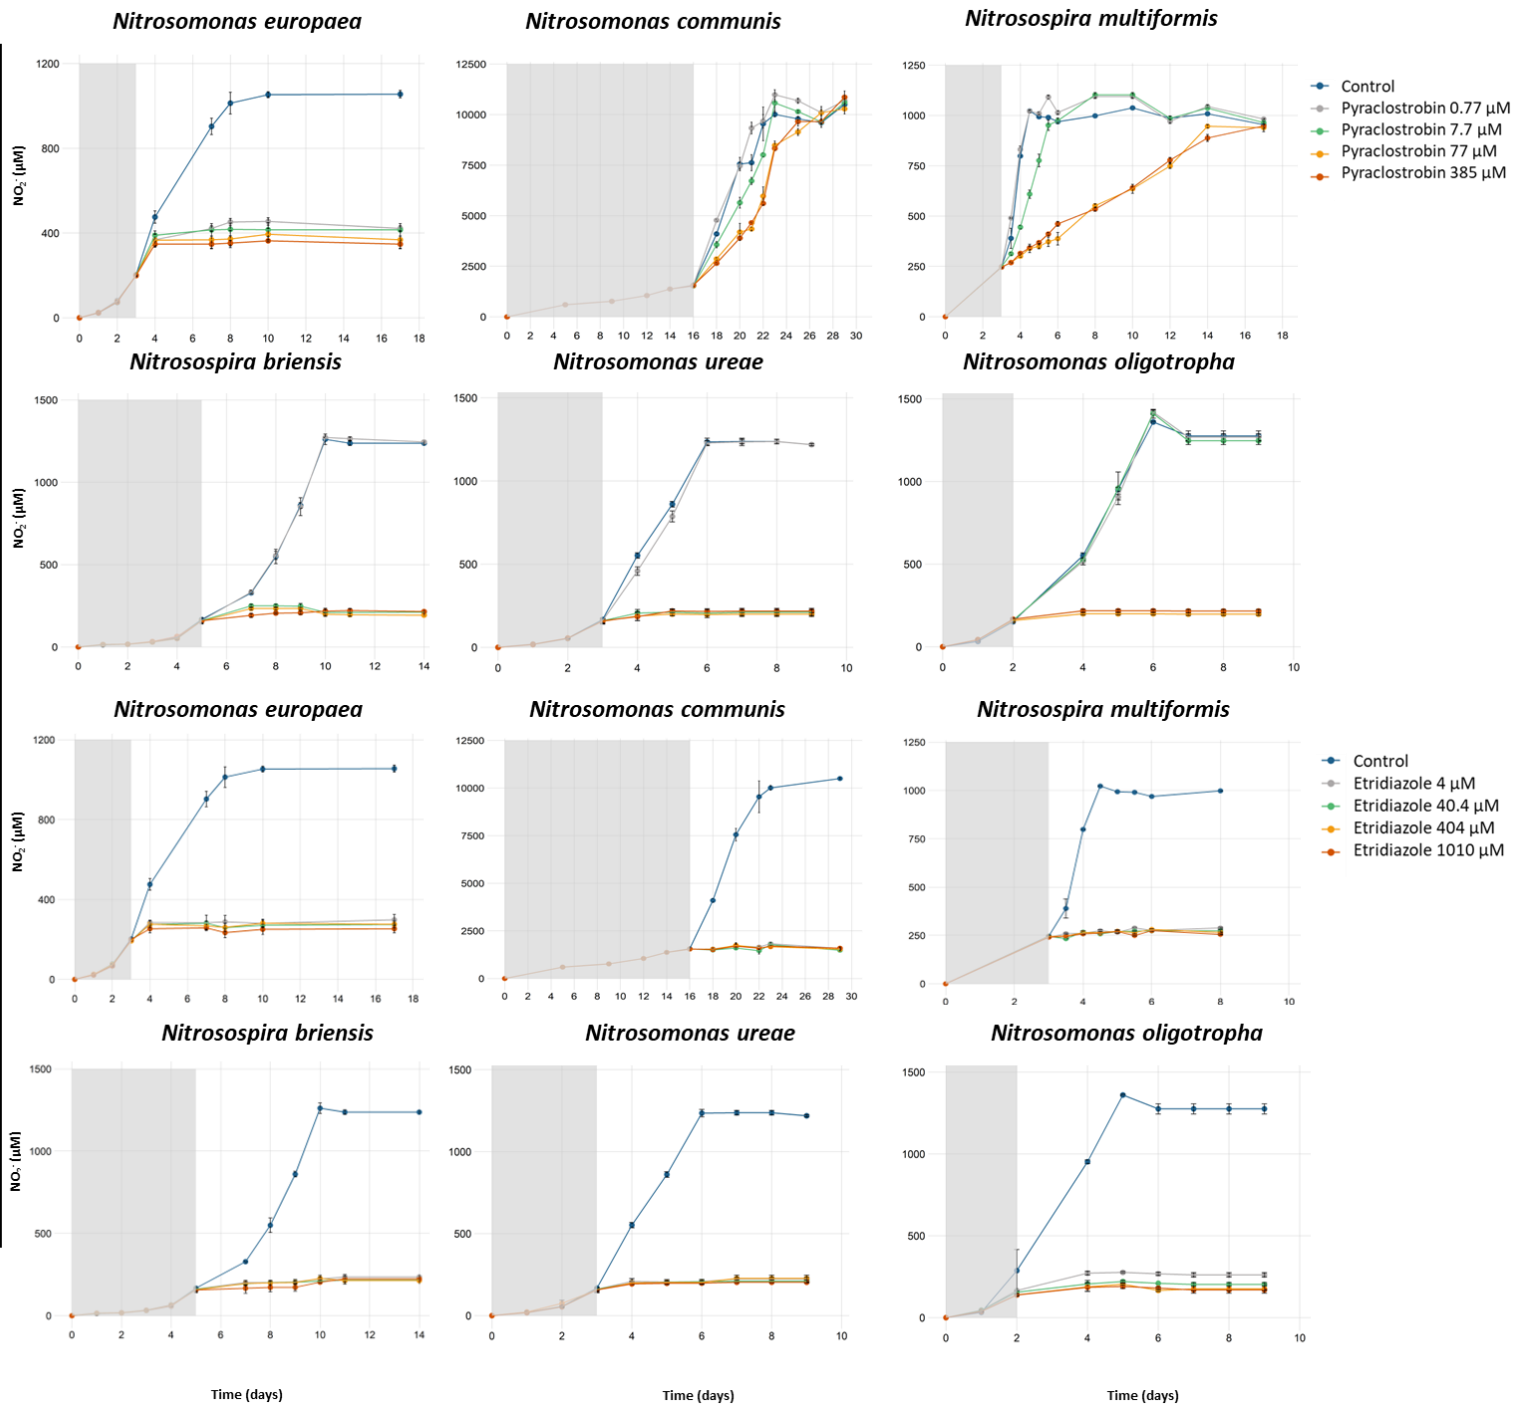 Nitrosomonas europaea
Nitrosomonas communis
Nitrosospira multiformis
NO2- (µM)
1200
800
400
0
0 2 4 6 8 10 12 14 16 18
12500
10000
7500
5000
2500
0
0 2 4 6 8 10 12 14 16 18 20 22 24 26 28 30
1250
1000
750
500
250
0
0 2 4 6 8 10 12 14 16 18
Control
Pyraclostrobin 0.77 µM
Pyraclostrobin 7.7 µM
Pyraclostrobin 77 µM
Pyraclostrobin 385 µM
Nitrosospira briensis
Nitrosomonas ureae
Nitrosomonas oligotropha
NO2- (µM)
1500
1000
500
0
0 2 4 6 8 10 12 14
1500
1000
500
0
0 2 4 6 8 10
1500
1000
500
0
0 2 4 6 8 10
Nitrosomonas europaea
Nitrosomonas communis
Nitrosospira multiformis
NO2- (µM)
1200
800
400
0
0 2 4 6 8 10 12 14 16 18
12500
10000
7500
5000
2500
0
0 2 4 6 8 10 12 14 16 18 20 22 24 26 28 30
1250
1000
750
500
250
0
0 2 4 6 8 10
Control
Etridiazole 4 µM
Etridiazole 40.4 µM
Etridiazole 404 µM
Etridiazole 1010 µM
Nitrosospira briensis
Nitrosomonas ureae
Nitrosomonas oligotropha
NO2- (µM)
1500
1000
500
0
0 2 4 6 8 10 12 14
1500
1000
500
0
0 2 4 6 8 10
1500
1000
500
0
0 2 4 6 8 10
Time (days)
Time (days)
Time (days)